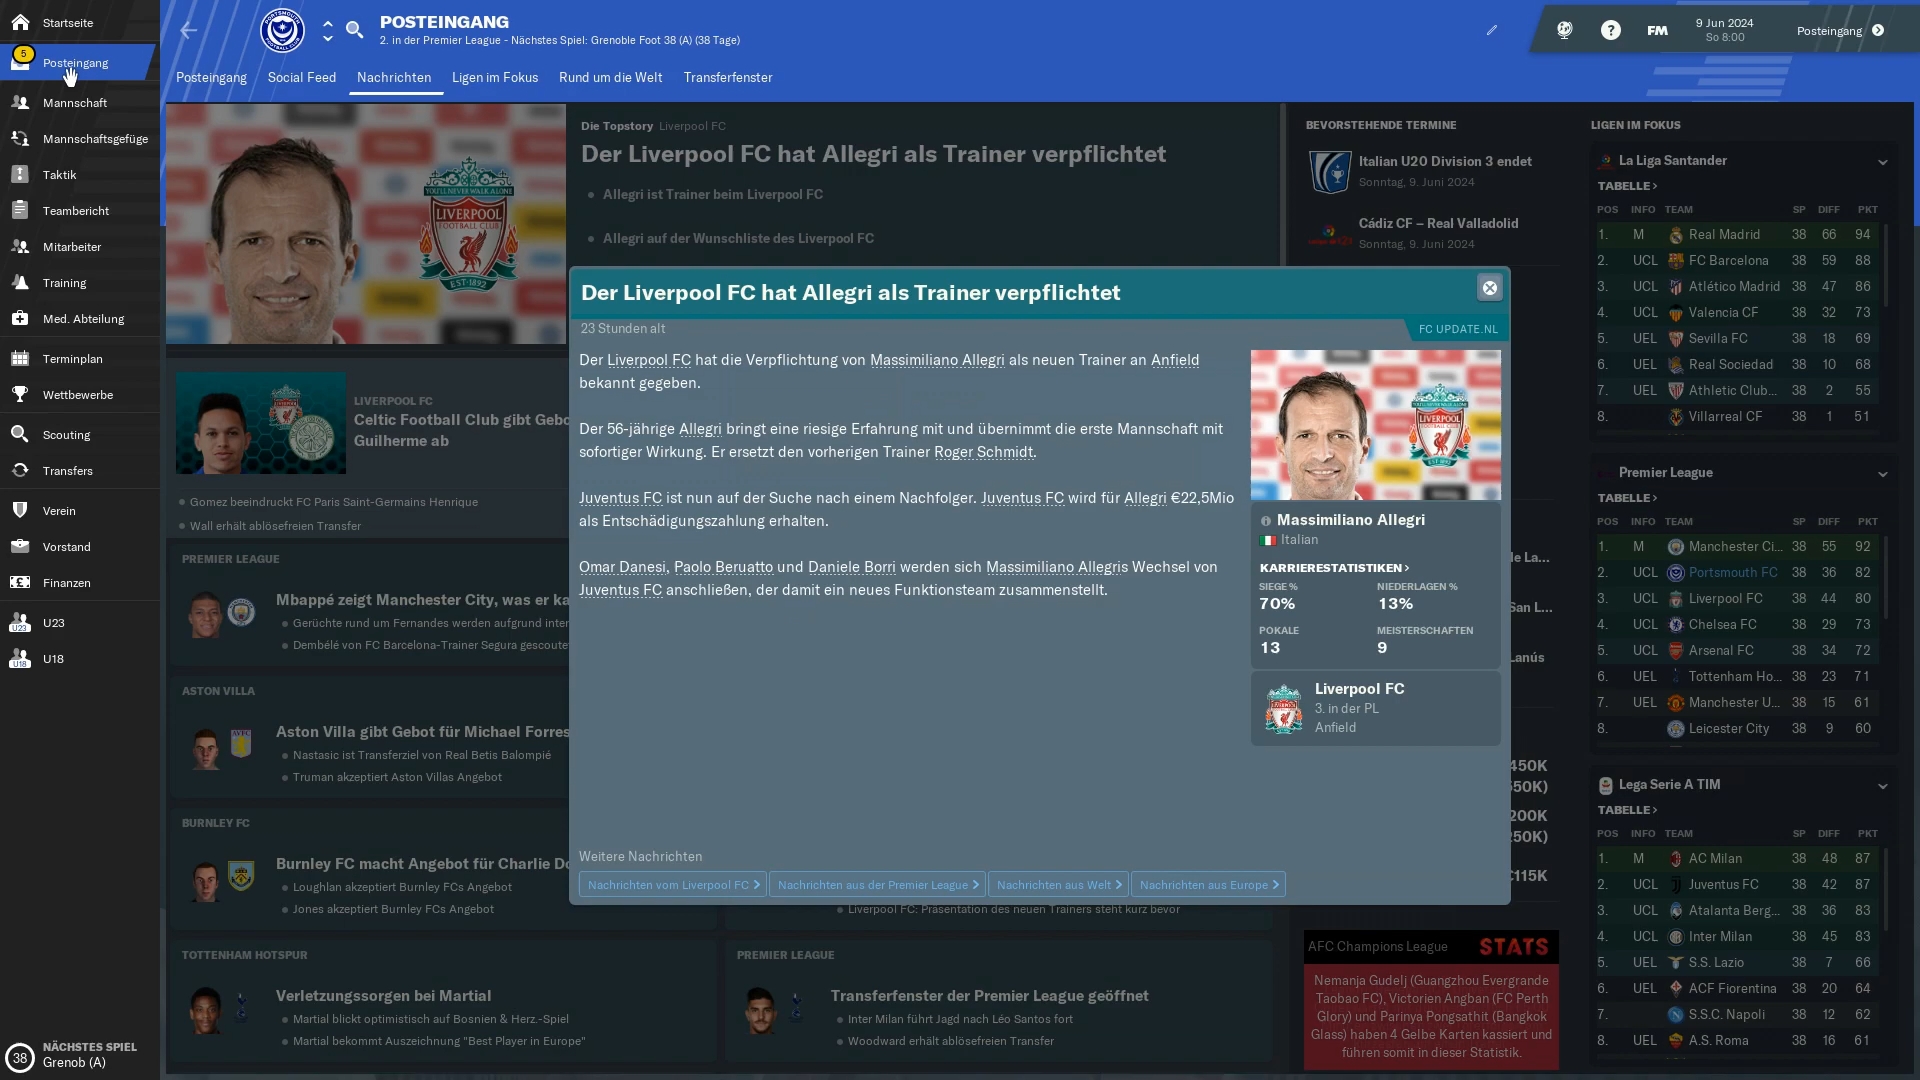 Startseite
5
Posteingang
Mannschaft
Mannschaftsgefüge
Taktik
Teambericht
Mitarbeiter
Training
Med. Abteilung
Terminplan
Wettbewerbe
Scouting
Transfers
Verein
Vorstand
Finanzen
U23
U23
U18
U18
38
NÄCHSTES SPIEL
Grenob (A)
POSTEINGANG
2. in der Premier League - Nächstes Spiel: Grenoble Foot 38 (A) (38 Tage)
?
FM
9 Jun 2024
So 8:00
Posteingang
Posteingang
Social Feed
Nachrichten
Ligen im Fokus
Rund um die Welt
Transferfenster
Die Topstory Liverpool FC
Der Liverpool FC hat Allegri als Trainer verpflichtet
Allegri ist Trainer beim Liverpool FC
Allegri auf der Wunschliste des Liverpool FC
LIVERPOOL FC
Celtic Football Club gibt Gebo
Guilherme ab
Gomez beeindruckt FC Paris Saint-Germains Henrique
Wall erhält ablösefreien Transfer
PREMIER LEAGUE
Mbappé zeigt Manchester City, was er ka
Gerüchte rund um Fernandes werden aufgrund inter
Dembélé von FC Barcelona-Trainer Segura gescoute
ASTON VILLA
Aston Villa gibt Gebot für Michael Forres
Nastasic ist Transferziel von Real Betis Balompié
Truman akzeptiert Aston Villas Angebot
BURNLEY FC
Burnley FC macht Angebot für Charlie Do
Loughlan akzeptiert Burnley FCs Angebot
Jones akzeptiert Burnley FCs Angebot
Liverpool FC: Präsentation des neuen Trainers steht kurz bevor
TOTTENHAM HOTSPUR
Verletzungssorgen bei Martial
Martial blickt optimistisch auf Bosnien & Herz.-Spiel
Martial bekommt Auszeichnung "Best Player in Europe"
PREMIER LEAGUE
Transferfenster der Premier League geöffnet
Inter Milan führt Jagd nach Léo Santos fort
Woodward erhält ablösefreien Transfer
Der Liverpool FC hat Allegri als Trainer verpflichtet
23 Stunden alt
FC UPDATE.NL
Der Liverpool FC hat die Verpflichtung von Massimiliano Allegri als neuen Trainer an Anfield
bekannt gegeben.
Der 56-jährige Allegri bringt eine riesige Erfahrung mit und übernimmt die erste Mannschaft mit
sofortiger Wirkung. Er ersetzt den vorherigen Trainer Roger Schmidt.
Juventus FC ist nun auf der Suche nach einem Nachfolger. Juventus FC wird für Allegri €22,5Mio
als Entschädigungszahlung erhalten.
Omar Danesi, Paolo Beruatto und Daniele Borri werden sich Massimiliano Allegris Wechsel von
Juventus FC anschließen, der damit ein neues Funktionsteam zusammenstellt.
Massimiliano Allegri
Italian
KARRIERESTATISTIKEN >
SIEGE % NIEDERLAGEN %
70% 13%
POKALE MEISTERSCHAFTEN
13 9
Liverpool FC
3. in der PL
Anfield
Weitere Nachrichten
Nachrichten vom Liverpool FC >
Nachrichten aus der Premier League >
Nachrichten aus Welt >
Nachrichten aus Europe >
BEVORSTEHENDE TERMINE
Italian U20 Division 3 endet
Sonntag, 9. Juni 2024
Cádiz CF – Real Valladolid
Sonntag, 9. Juni 2024
le La...
San L...
Lanús
450K
50K)
200K
250K)
€115K
AFC Champions League STATS
Nemanja Gudelj (Guangzhou Evergrande
Taobao FC), Victorien Angban (FC Perth
Glory) und Parinya Pongsathit (Bangkok
Glass) haben 4 Gelbe Karten kassiert und
führen somit in dieser Statistik.
LIGEN IM FOKUS
La Liga Santander
TABELLE >
POS INFO TEAM SP DIFF PKT
1. M Real Madrid 38 66 94
2. UCL FC Barcelona 38 59 88
3. UCL Atlético Madrid 38 47 86
4. UCL Valencia CF 38 32 73
5. UEL Sevilla FC 38 18 69
6. UEL Real Sociedad 38 10 68
7. UEL Athletic Club... 38 2 55
8. Villarreal CF 38 1 51
Premier League
TABELLE >
POS INFO TEAM SP DIFF PKT
1. M Manchester Ci... 38 55 92
2. UCL Portsmouth FC 38 36 82
3. UCL Liverpool FC 38 44 80
4. UCL Chelsea FC 38 29 73
5. UCL Arsenal FC 38 34 72
6. UEL Tottenham Ho... 38 23 71
7. UEL Manchester U... 38 15 61
8. Leicester City 38 9 60
Lega Serie A TIM
TABELLE >
POS INFO TEAM SP DIFF PKT
1. M AC Milan 38 48 87
2. UCL Juventus FC 38 42 87
3. UCL Atalanta Berg... 38 36 83
4. UCL Inter Milan 38 45 83
5. UEL S.S. Lazio 38 7 66
6. UEL ACF Fiorentina 38 20 64
7. S.S.C. Napoli 38 12 62
8. UEL A.S. Roma 38 16 61